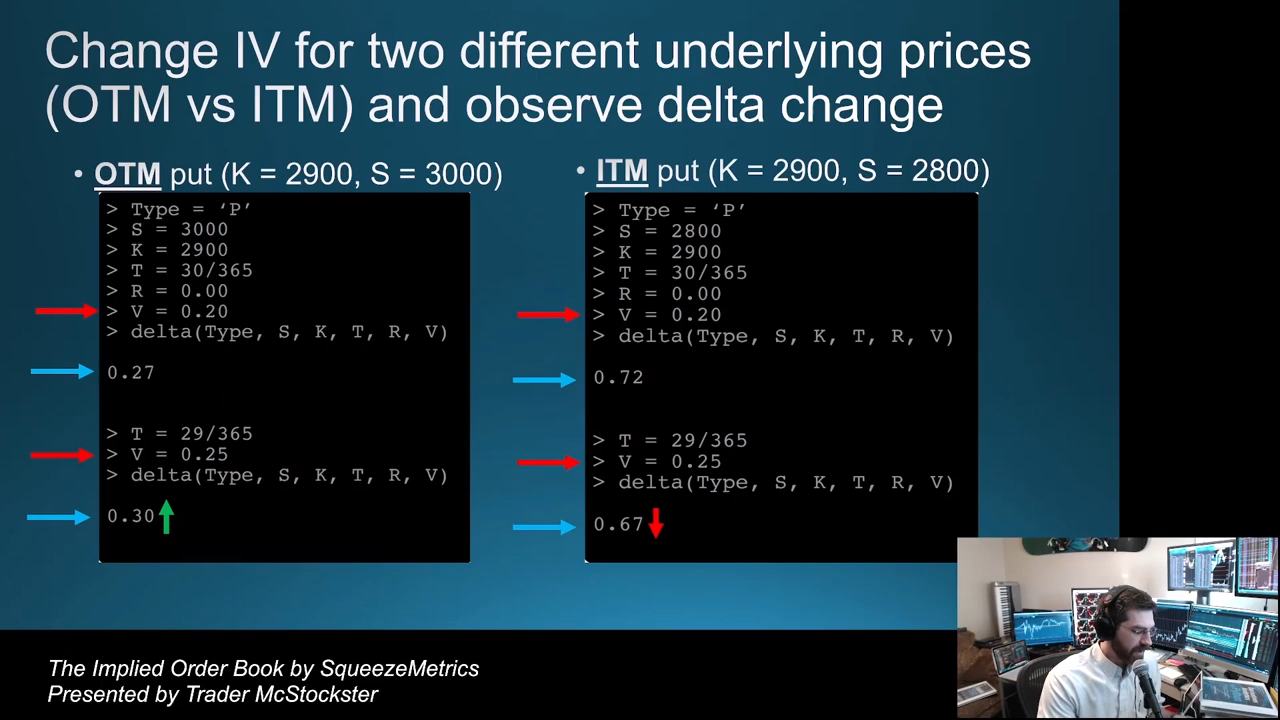 Change IV for two different underlying prices
(OTM vs ITM) and observe delta change
• OTM put (K = 2900, S = 3000)
> Type = ‘P’
> S = 3000
> K = 2900
> T = 30/365
> R = 0.00
> V = 0.20
> delta(Type, S, K, T, R, V)
0.27
> T = 29/365
> V = 0.25
> delta(Type, S, K, T, R, V)
0.30
• ITM put (K = 2900, S = 2800)
> Type = ‘P’
> S = 2800
> K = 2900
> T = 30/365
> R = 0.00
> V = 0.20
> delta(Type, S, K, T, R, V)
0.72
> T = 29/365
> V = 0.25
> delta(Type, S, K, T, R, V)
0.67
The Implied Order Book by SqueezeMetrics
Presented by Trader McStockster